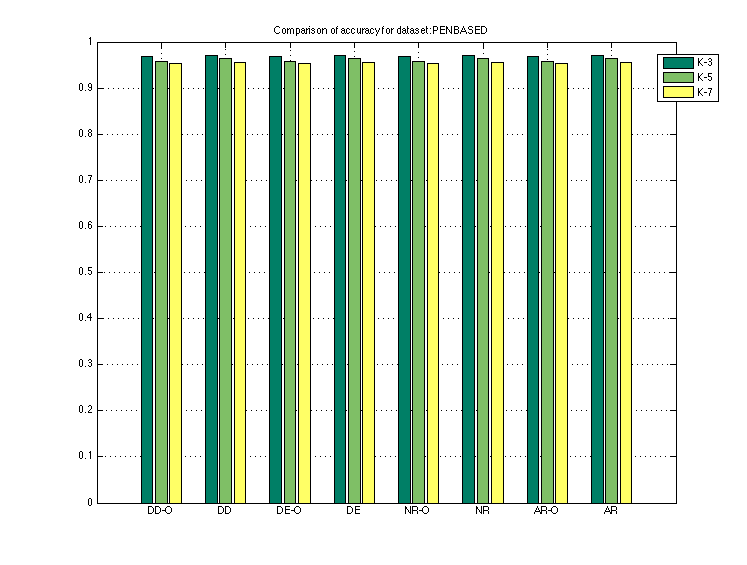 Comparison of accuracy for dataset:PENBASED
1
0.9
0.8
0.7
0.6
0.5
0.4
0.3
0.2
0.1
0
DD-O DD DE-O DE NR-O NR AR-O AR
K-3
K-5
K-7